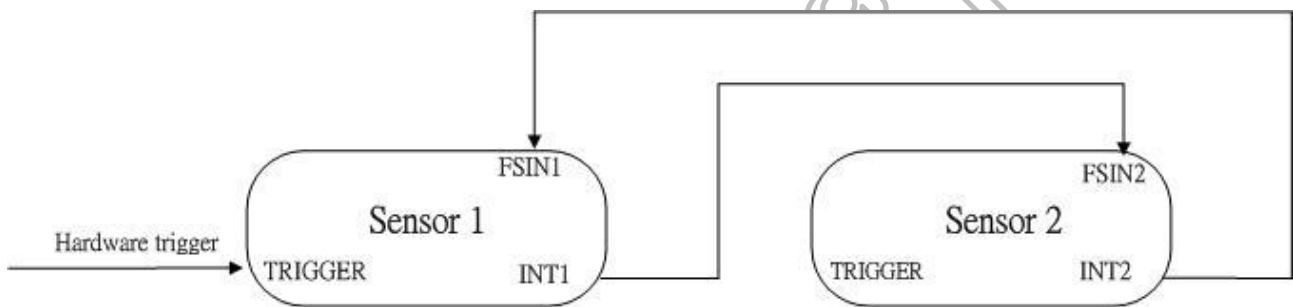 FSIN1
FSIN2
Sensor 1
Sensor 2
Hardware trigger
TRIGGER
INT1
TRIGGER
INT2